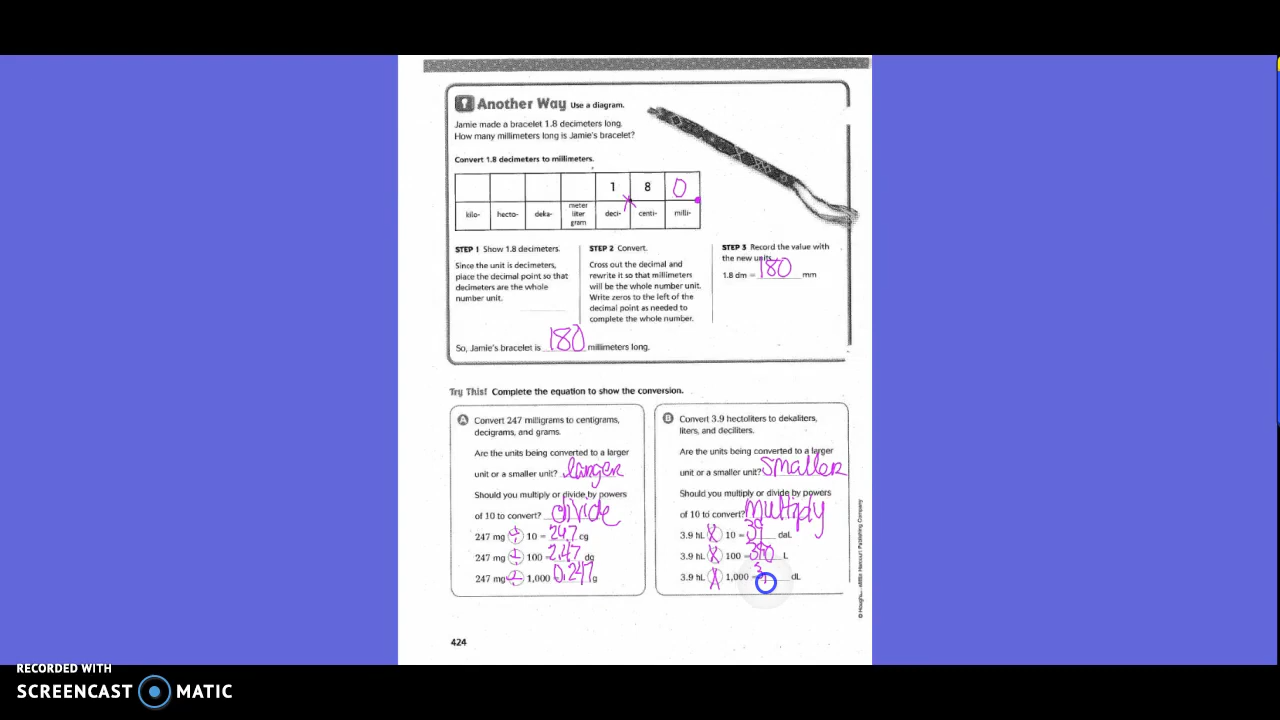 Another Way Use a diagram.
Jamie made a bracelet 1.8 decimeters long.
How many millimeters long is Jamie's bracelet?
Convert 1.8 decimeters to millimeters.
1 8 0
kilo- hecto- deka- meter liter gram deci- centi- milli-
STEP 1 Show 1.8 decimeters.
Since the unit is decimeters,
place the decimal point so that
decimeters are the whole
number unit.
STEP 2 Convert.
Cross out the decimal and
rewrite it so that millimeters
will be the whole number unit.
Write zeros to the left of the
decimal point as needed to
complete the whole number.
STEP 3 Record the value with
the new units.
1.8 dm = 180 mm
So, Jamie's bracelet is 180 millimeters long.
Try This! Complete the equation to show the conversion.
A Convert 247 milligrams to centigrams,
decigrams, and grams.
Are the units being converted to a larger
unit or a smaller unit? larger
Should you multiply or divide by powers
of 10 to convert? divide
247 mg ÷ 10 = 24.7 cg
247 mg ÷ 100 = 2.47 dg
247 mg ÷ 1,000 = 0.247 g
B Convert 3.9 hectoliters to dekaliters,
liters, and deciliters.
Are the units being converted to a larger
unit or a smaller unit? smaller
Should you multiply or divide by powers
of 10 to convert? multiply
3.9 hL X 10 = 39 daL
3.9 hL X 100 = 390 L
3.9 hL X 1,000 = 3 dL
424
RECORDED WITH
SCREENCAST MATIC